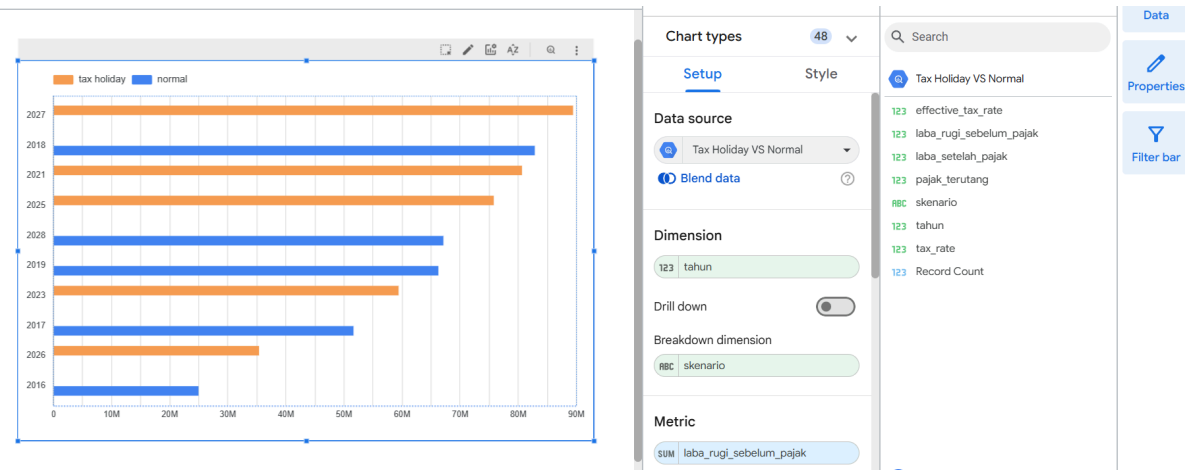 tax holiday normal
2027
2018
2021
2025
2028
2019
2023
2017
2026
2016
0 10M 20M 30M 40M 50M 60M 70M 80M 90M
Chart types 48
Setup Style
Data source
Tax Holiday VS Normal
Blend data
Dimension
123 tahun
Drill down
Breakdown dimension
ABC skenario
Metric
SUM laba_rugi_sebelum_pajak
Search
Tax Holiday VS Normal
123 effective_tax_rate
123 laba_rugi_sebelum_pajak
123 laba_setelah_pajak
123 pajak_terutang
ABC skenario
123 tahun
123 tax_rate
123 Record Count
Data
Properties
Filter bar